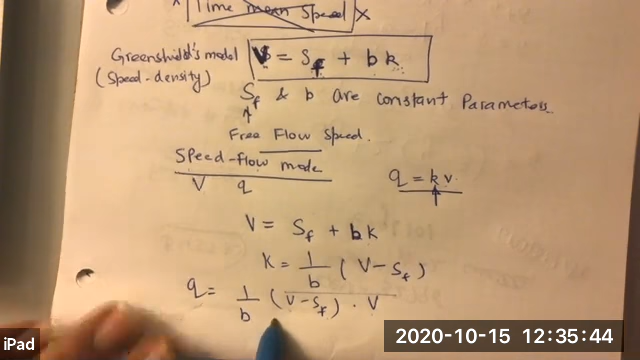 x Time mean Speed x
Greenshield's model V = Sf + bk
(Speed-density)
Sf & b are constant Parameters.
Free Flow Speed.
Speed-flow mode
V q q = kv
V = Sf + bk
k = 1/b (V-Sf)
q = 1/b (V-Sf) . V
iPad
2020-10-15 12:35:44